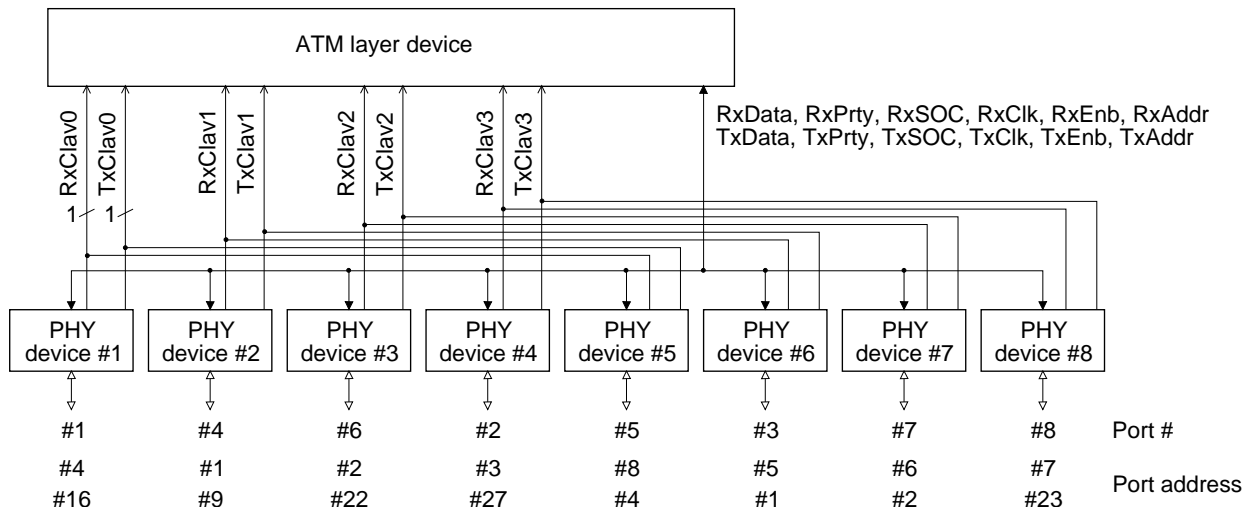 ATM layer device
RxClav0
TxClav0
RxClav1
TxClav1
RxClav2
TxClav2
RxClav3
TxClav3
RxData, RxPrty, RxSOC, RxClk, RxEnb, RxAddr
TxData, TxPrty, TxSOC, TxClk, TxEnb, TxAddr
1 1
PHY device #1
PHY device #2
PHY device #3
PHY device #4
PHY device #5
PHY device #6
PHY device #7
PHY device #8
#1 #4 #6 #2 #5 #3 #7 #8 Port #
#4 #1 #2 #3 #8 #5 #6 #7
Port address
#16 #9 #22 #27 #4 #1 #2 #23